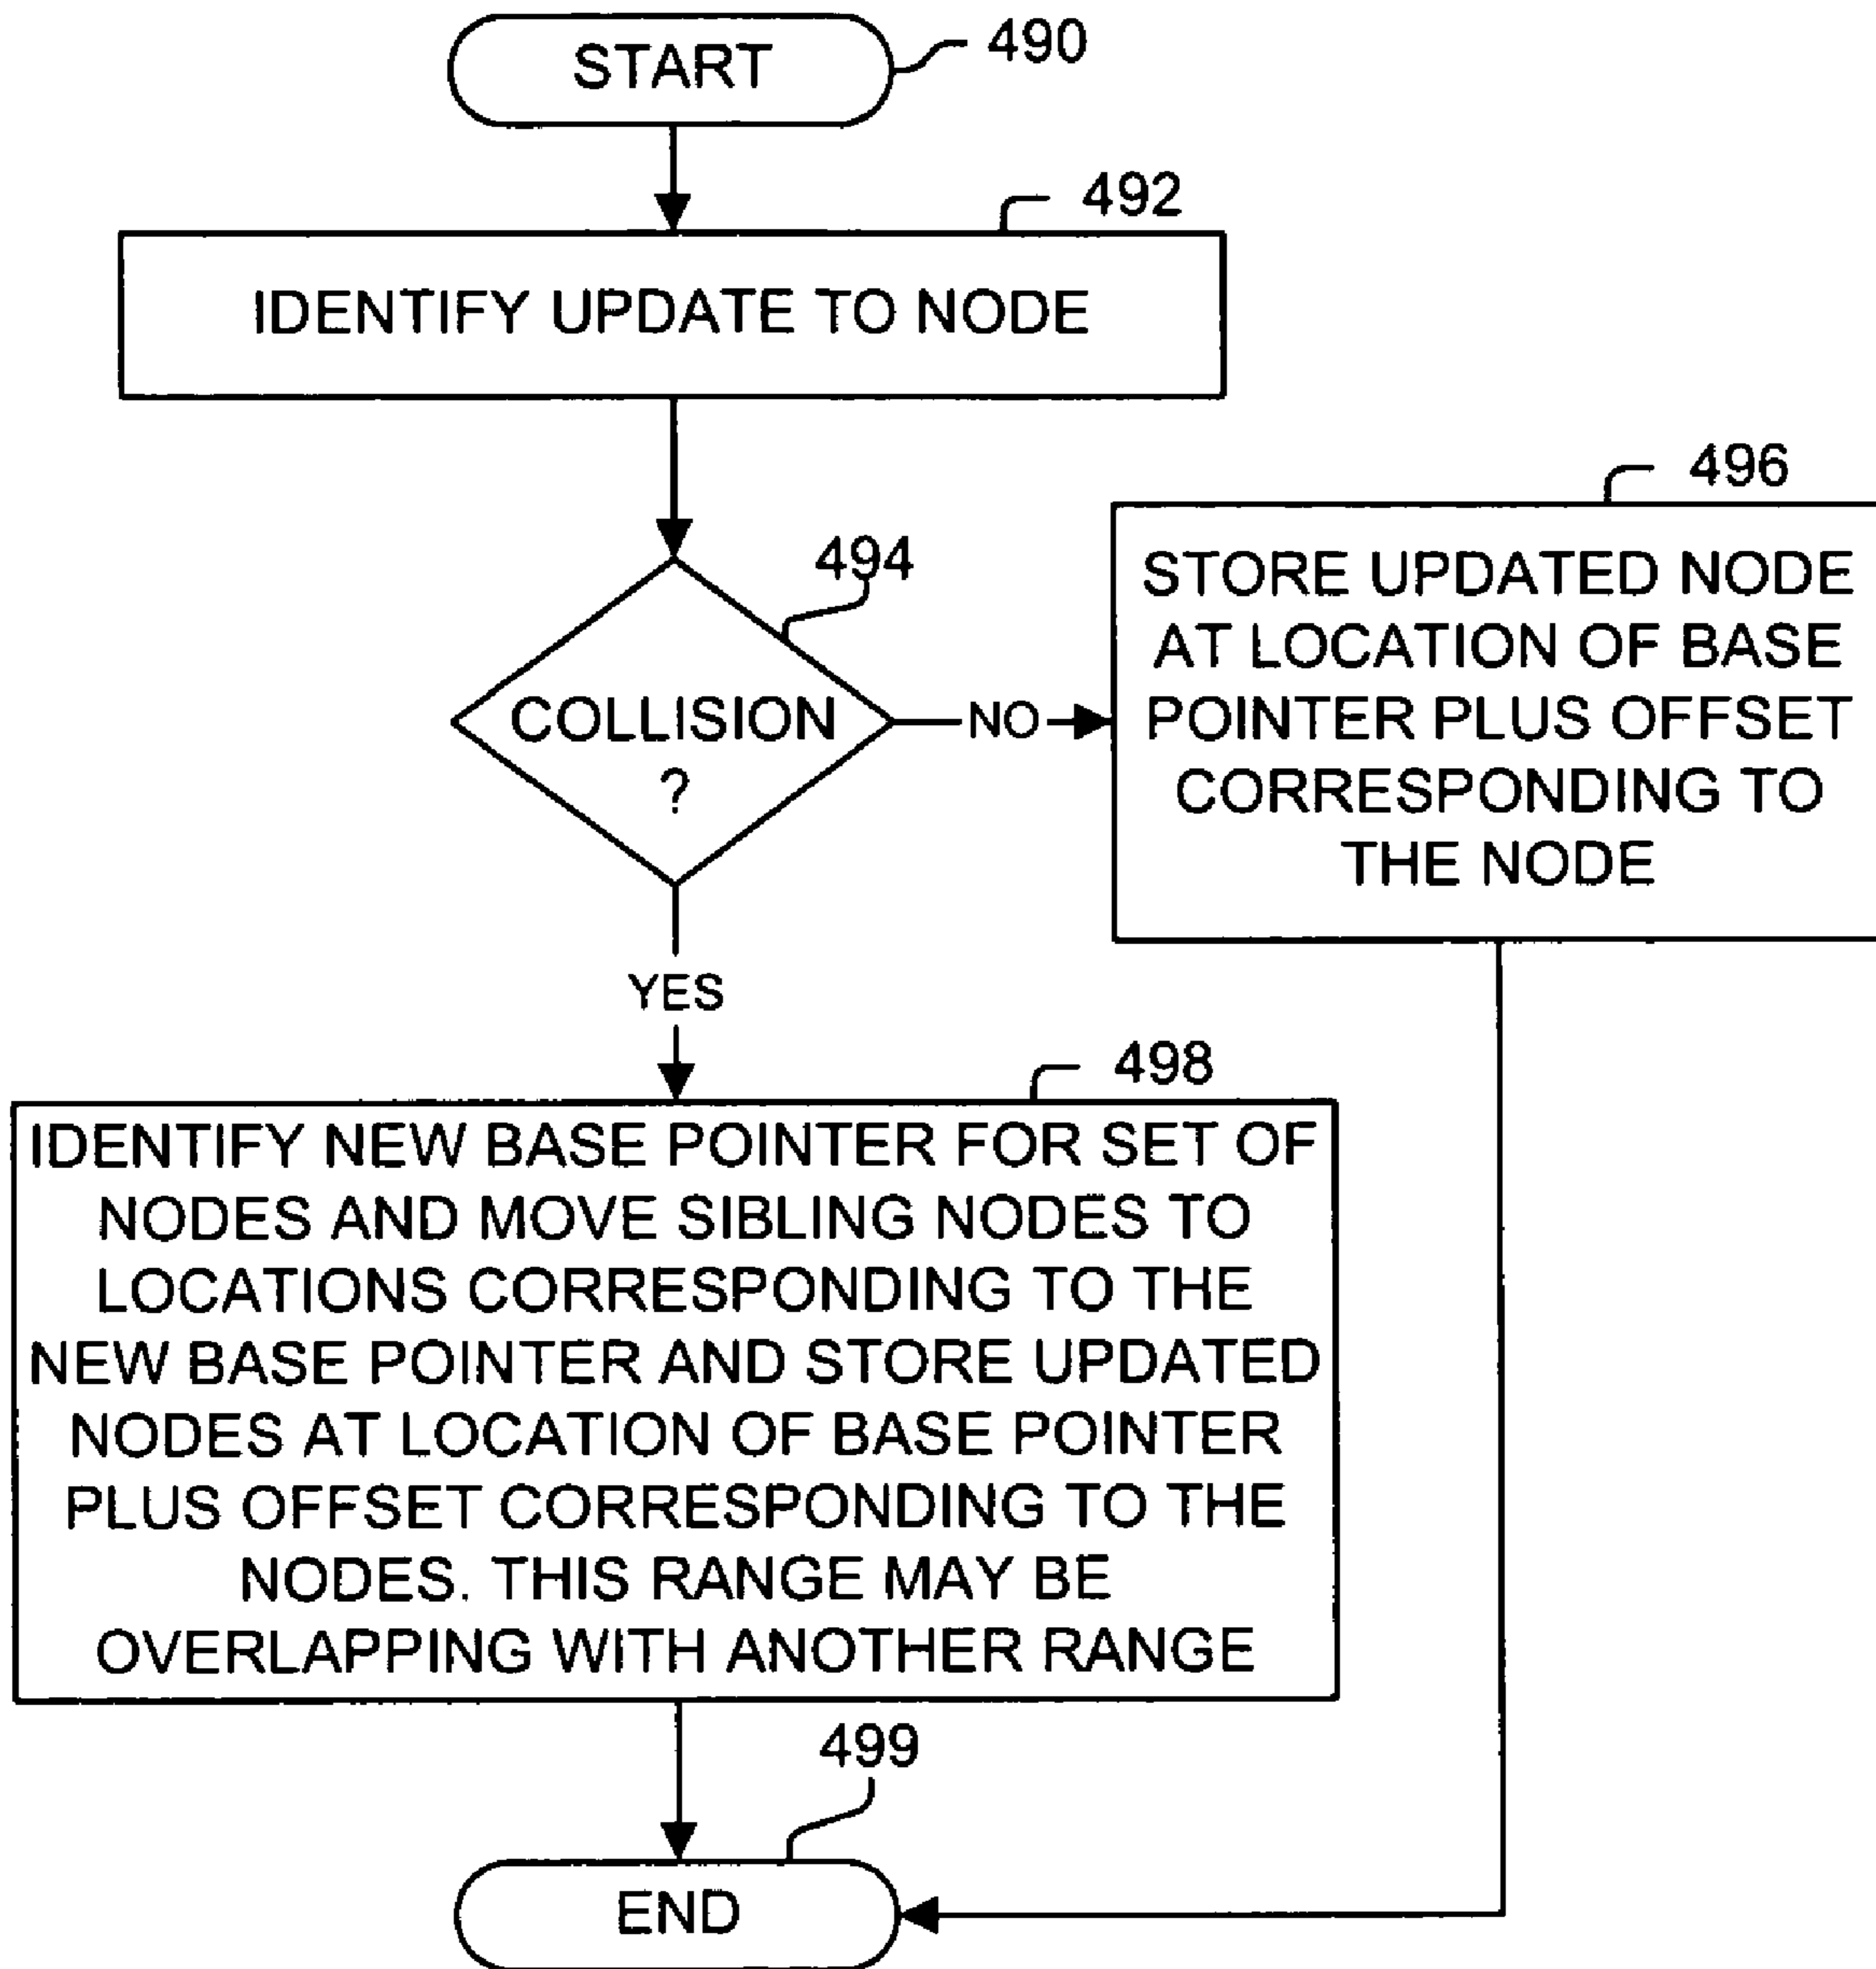 START
490
492
IDENTIFY UPDATE TO NODE
494
COLLISION
?
NO
496
STORE UPDATED NODE
AT LOCATION OF BASE
POINTER PLUS OFFSET
CORRESPONDING TO
THE NODE
YES
498
IDENTIFY NEW BASE POINTER FOR SET OF
NODES AND MOVE SIBLING NODES TO
LOCATIONS CORRESPONDING TO THE
NEW BASE POINTER AND STORE UPDATED
NODES AT LOCATION OF BASE POINTER
PLUS OFFSET CORRESPONDING TO THE
NODES. THIS RANGE MAY BE
OVERLAPPING WITH ANOTHER RANGE
499
END